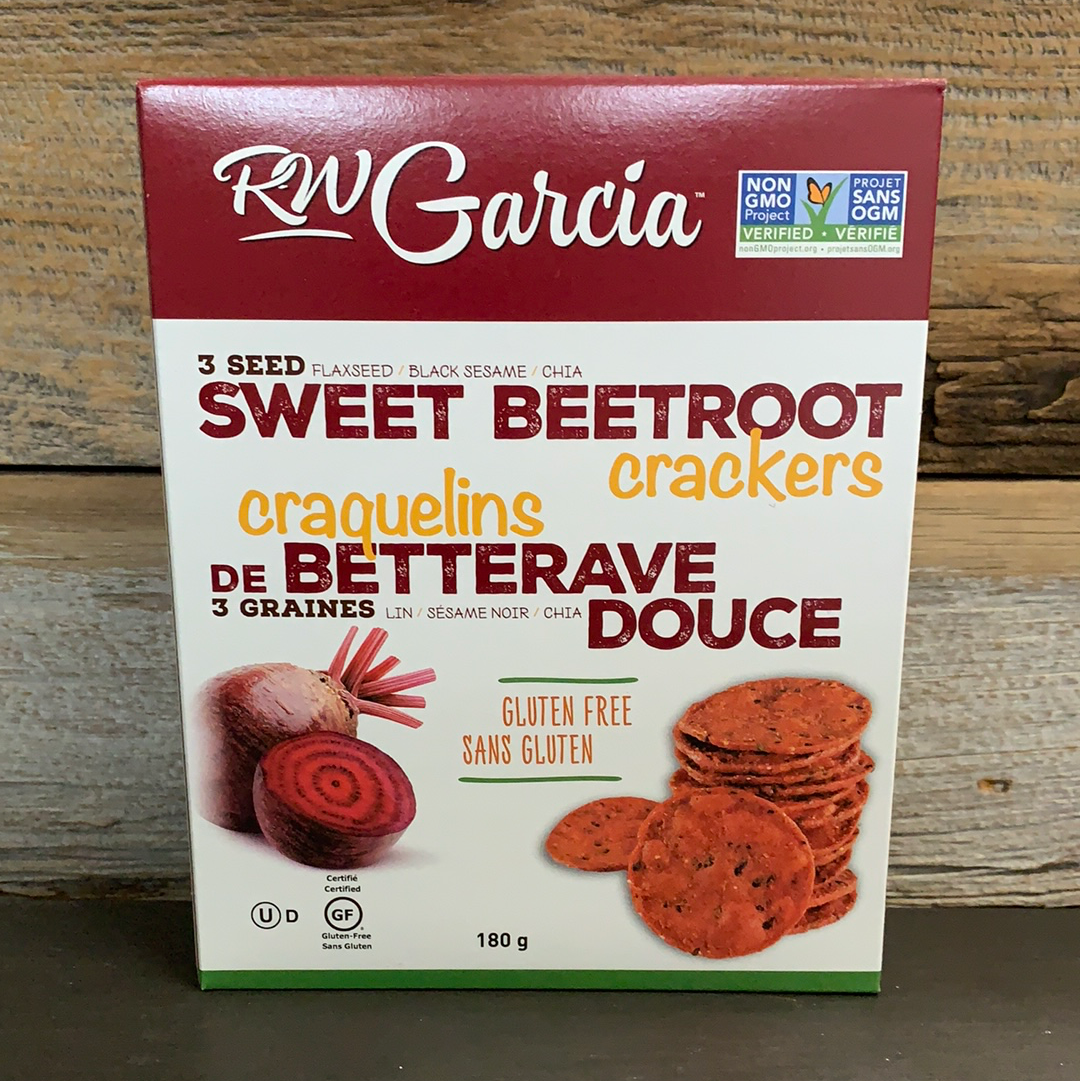 RW Garcia™
NON GMO Project
VERIFIED • VÉRIFIÉ
PROJET SANS OGM
nonGMOproject.org • projetsansOGM.org
3 SEED FLAXSEED / BLACK SESAME / CHIA
SWEET BEETROOT
crackers
craquelins
DE BETTERAVE
3 GRAINES LIN / SÉSAME NOIR / CHIA DOUCE
GLUTEN FREE
SANS GLUTEN
Certifié
Certified
U D
GF
Gluten-Free
Sans Gluten
180 g